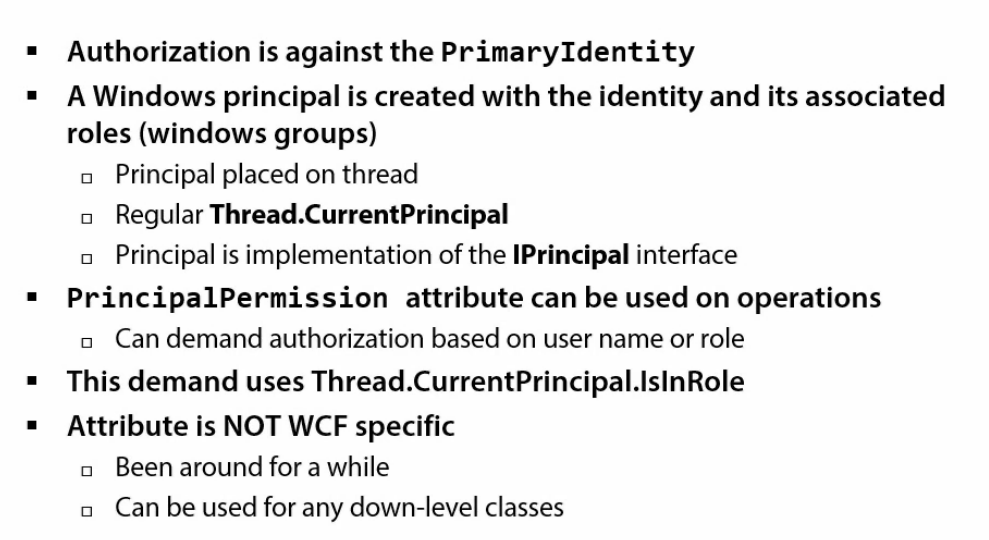 ▪ Authorization is against the PrimaryIdentity
▪ A Windows principal is created with the identity and its associated
roles (windows groups)
▫ Principal placed on thread
▫ Regular Thread.CurrentPrincipal
▫ Principal is implementation of the IPrincipal interface
▪ PrincipalPermission attribute can be used on operations
▫ Can demand authorization based on user name or role
▪ This demand uses Thread.CurrentPrincipal.IsInRole
▪ Attribute is NOT WCF specific
▫ Been around for a while
▫ Can be used for any down-level classes